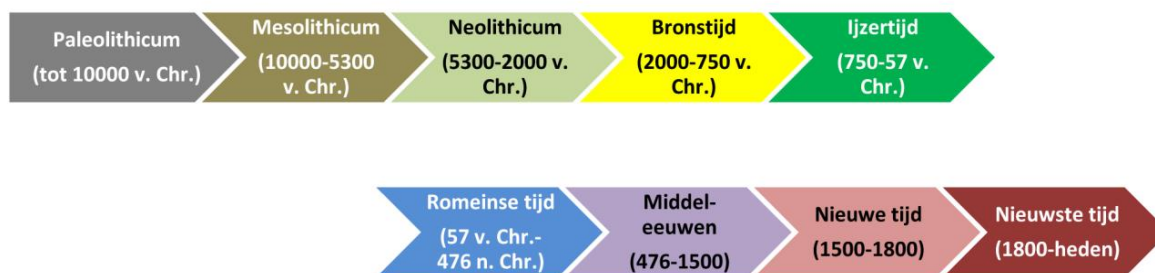 Paleolithicum
(tot 10000 v. Chr.)
Mesolithicum
(10000-5300
v. Chr.)
Neolithicum
(5300-2000 v.
Chr.)
Bronstijd
(2000-750 v.
Chr.)
Ijzertijd
(750-57 v.
Chr.)
Romeinse tijd
(57 v. Chr.-
476 n. Chr.)
Middel-
eeuwen
(476-1500)
Nieuwe tijd
(1500-1800)
Nieuwste tijd
(1800-heden)